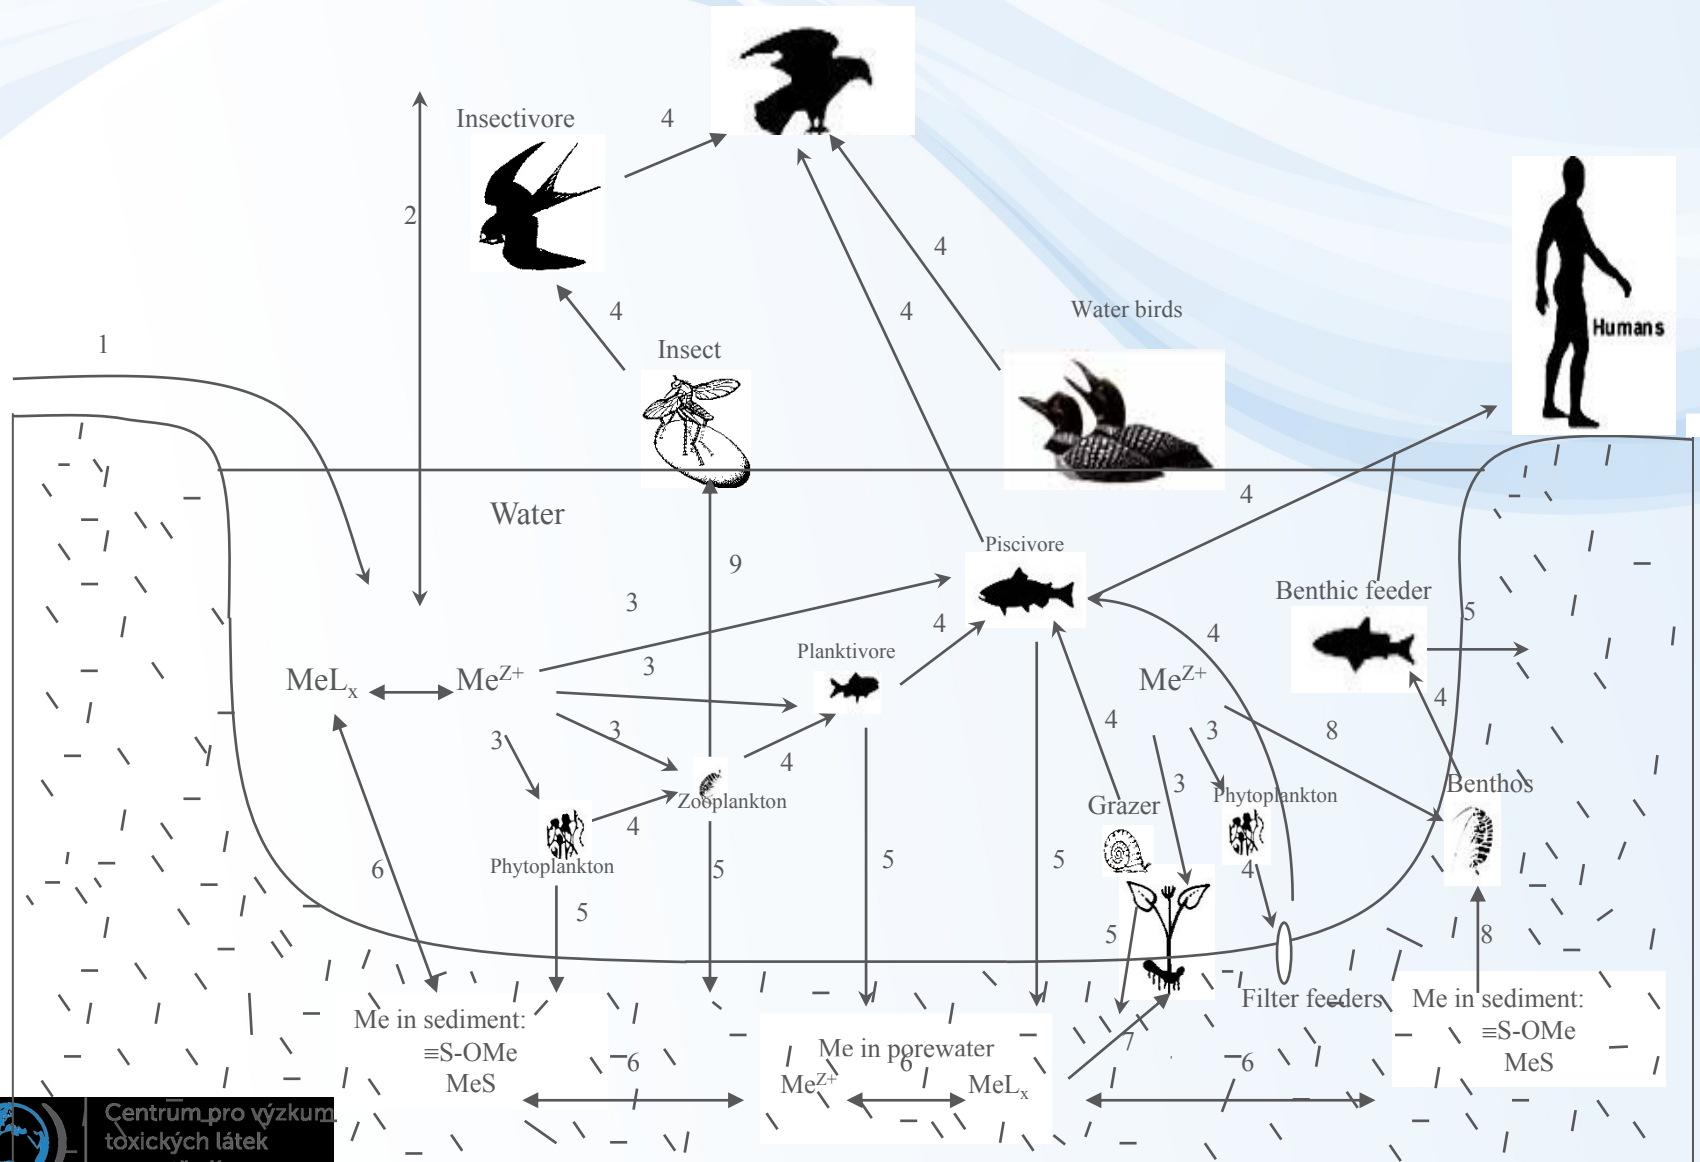 Insectivore
4
2
4
4
4
Water birds
Humans
1
Insect
4
Water
9
Piscivore
3
Benthic feeder
5
4
4
3
Planktivore
MeLx
MeZ+
MeZ+
4
3
3
4
3
8
4
3
Benthos
Zooplankton
Grazer
Phytoplankton
4
Phytoplankton
6
5
5
5
4
5
5
8
Me in sediment:
≡S-OMe
MeS
Filter feeders
Me in sediment:
≡S-OMe
MeS
7
Me in porewater
6
6
6
MeZ+
MeLx
Centrum pro výzkum
toxických látek